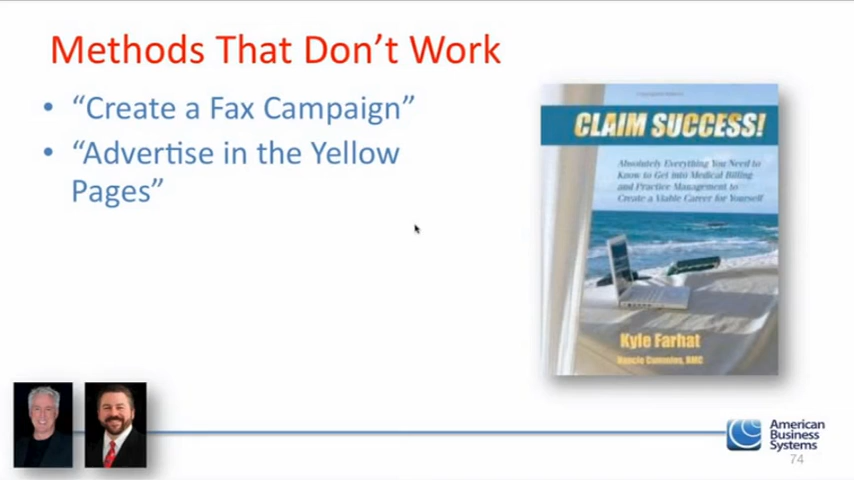 Methods That Don't Work
• “Create a Fax Campaign”
• “Advertise in the Yellow
Pages”
CLAIM SUCCESS!
Absolutely Everything You Need to
Know to Get into Medical Billing
and Practice Management to
Create a Viable Career for Yourself
Kyle Farhat
American
Business
Systems
74